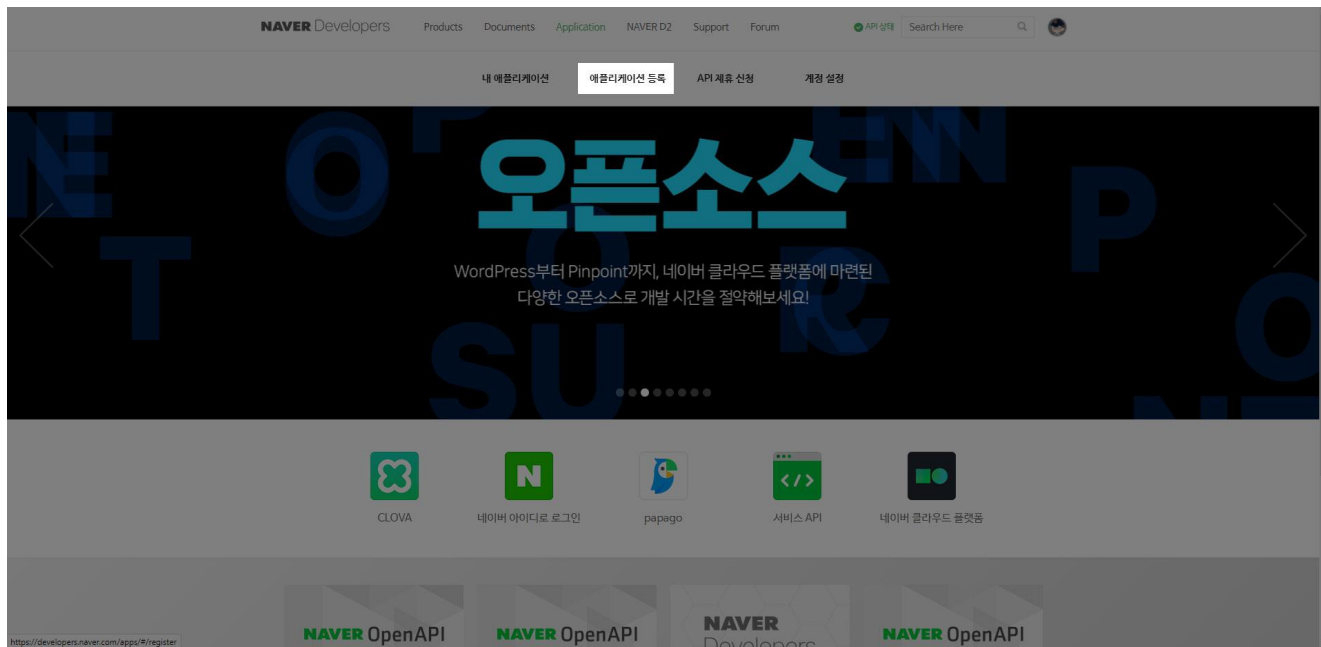 NAVER Developers Products Documents Application NAVER D2 Support Forum API 상태 Search Here
내 애플리케이션 애플리케이션 등록 API 제휴 신청 계정 설정
오픈소스
WordPress부터 Pinpoint까지, 네이버 클라우드 플랫폼에 마련된
다양한 오픈소스로 개발 시간을 절약해보세요!
CLOVA 네이버 아이디로 로그인 papago 서비스 API 네이버 클라우드 플랫폼
NAVER OpenAPI NAVER OpenAPI NAVER Developers NAVER OpenAPI
https://developers.naver.com/apps/#/register